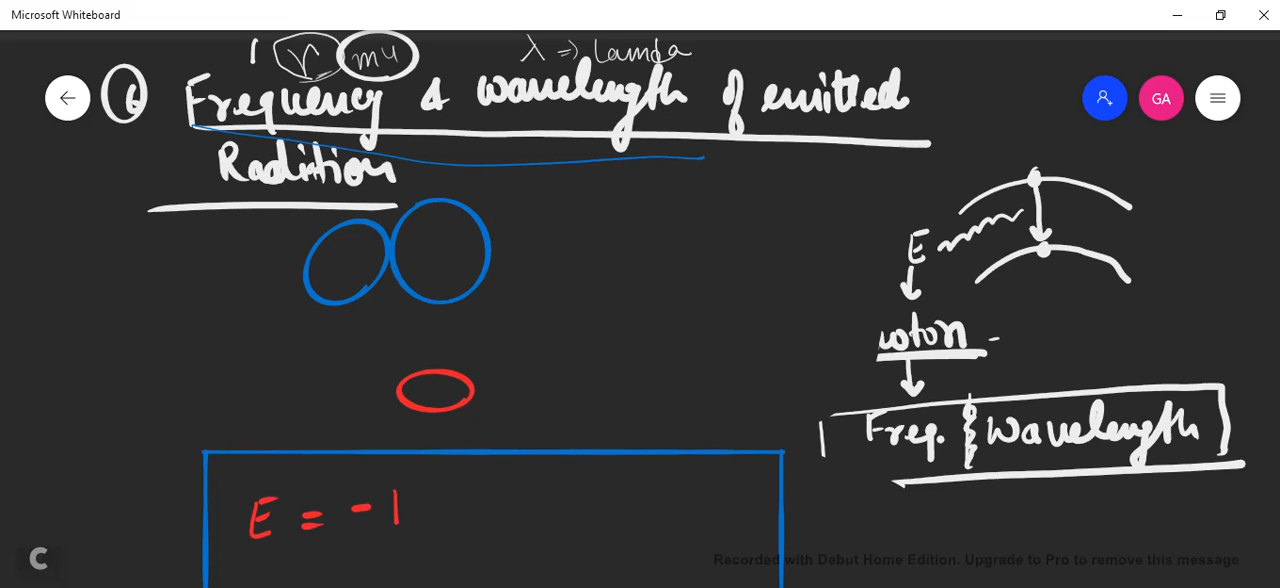 Microsoft Whiteboard
ν mu λ => Lamda
Q Frequency & wavelength of emitted
Radition
GA
E
Freq. { Wavelength
E = - 1
C
Recorded with Debut Home Edition. Upgrade to Pro to remove this message